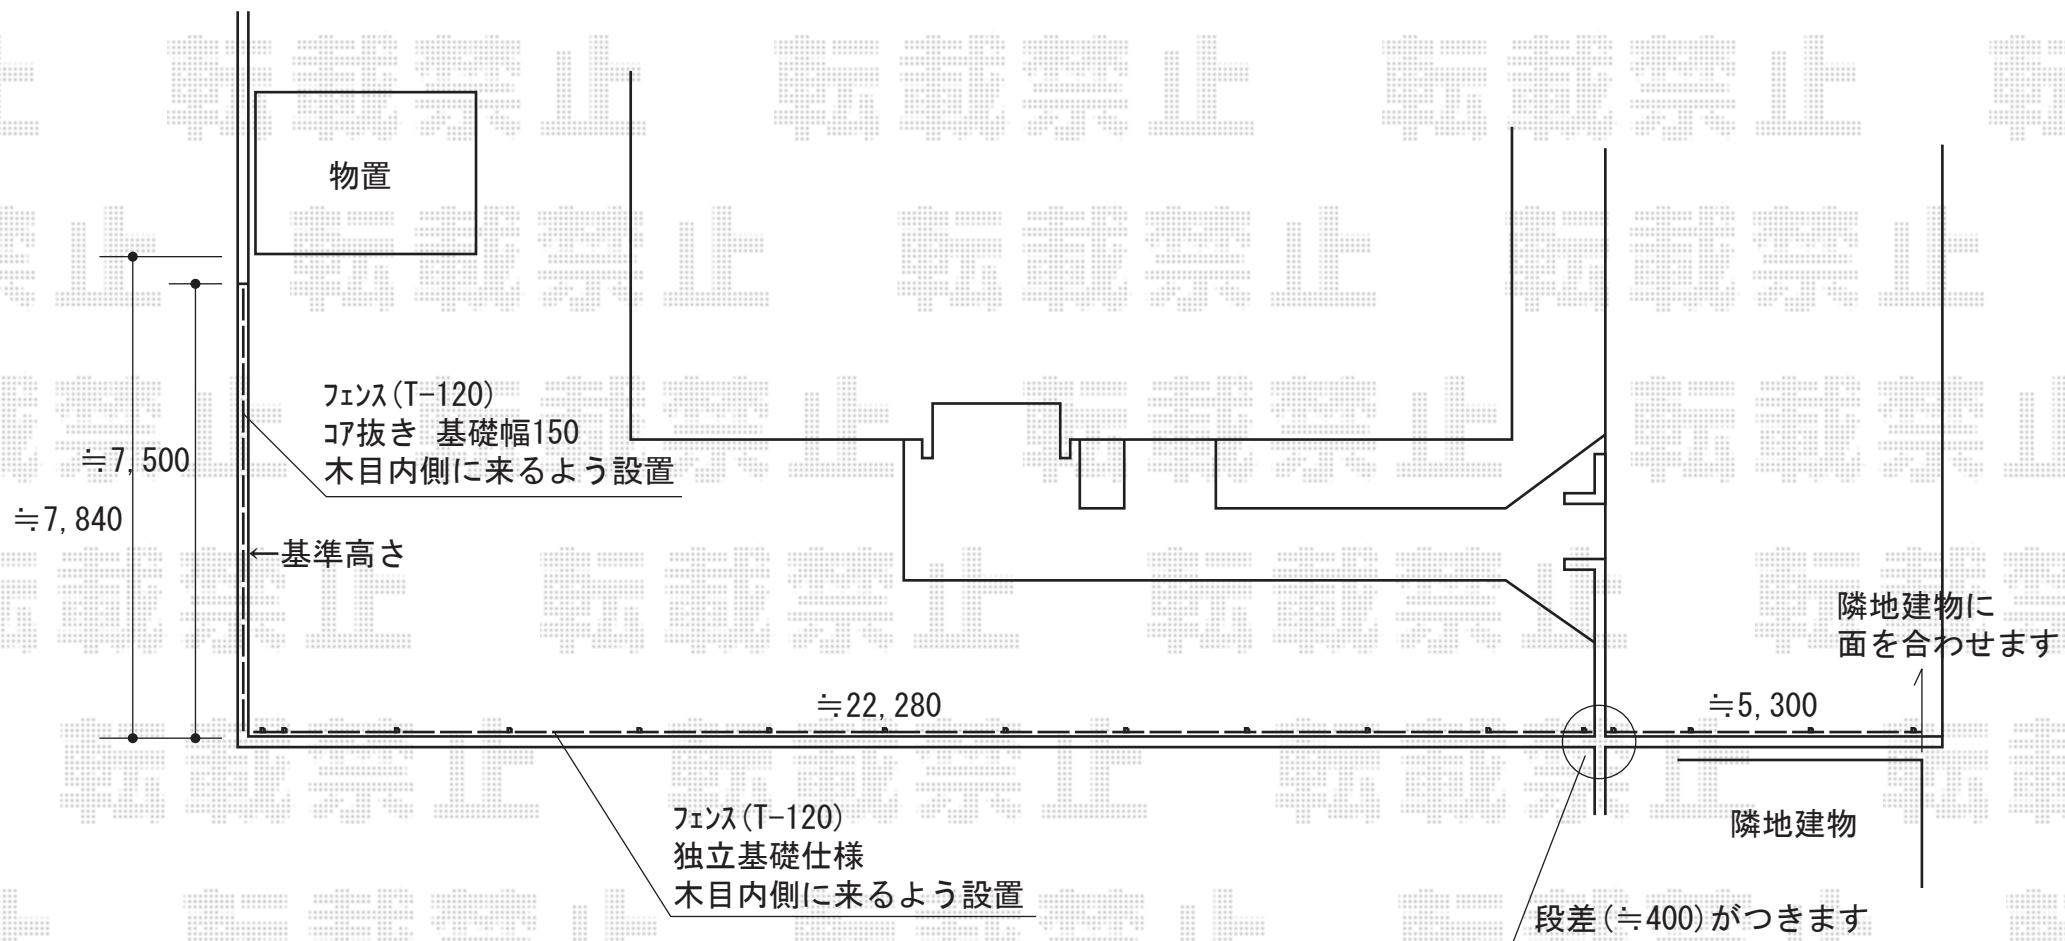 転載禁止
物置
フェンス(T-120)
コア抜き 基礎幅150
木目内側に来るよう設置
≒7,500
≒7,840
←基準高さ
隣地建物に
面を合わせます
≒22,280
≒5,300
フェンス(T-120)
独立基礎仕様
木目内側に来るよう設置
隣地建物
段差(≒400)がつきます